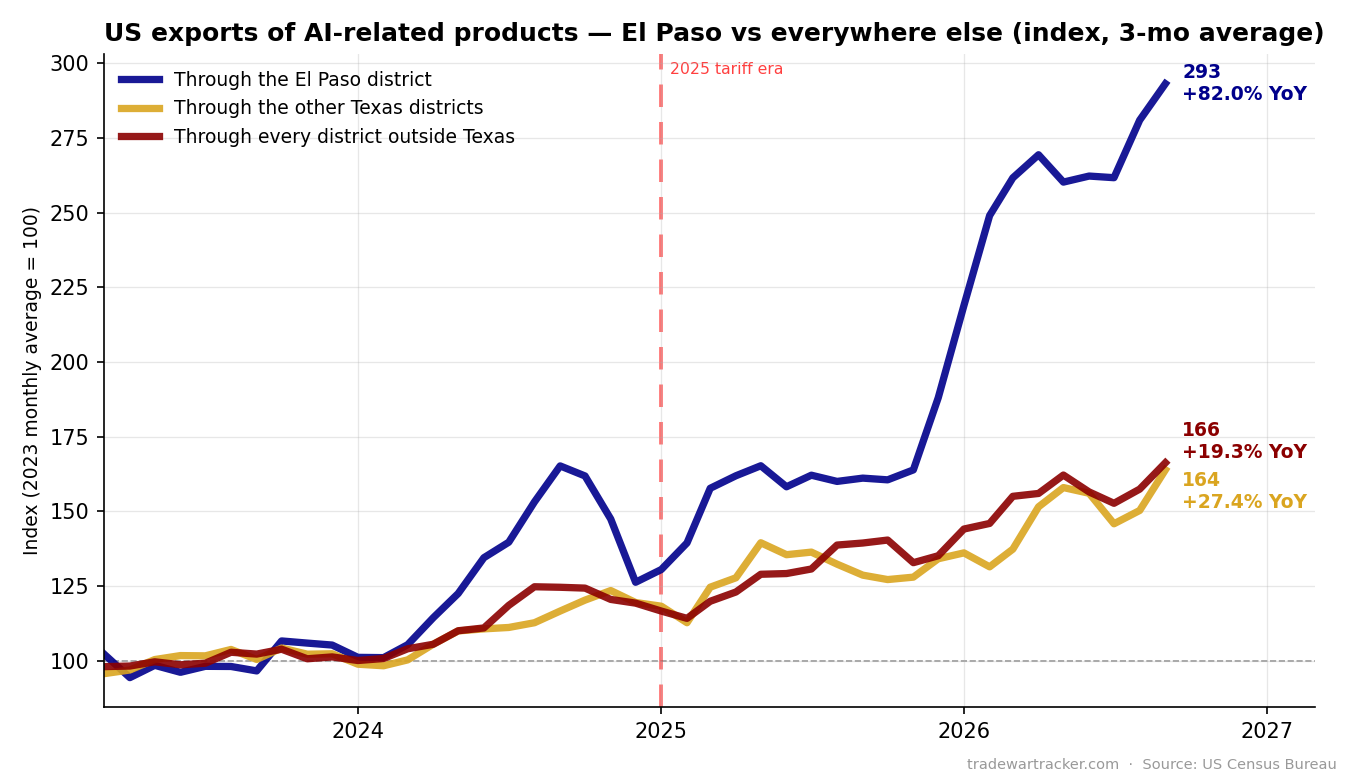 US exports of AI-related products — El Paso vs everywhere else (index, 3-mo average)
Through the El Paso district
Through the other Texas districts
Through every district outside Texas
2025 tariff era
293
+82.0% YoY
166
+19.3% YoY
164
+27.4% YoY
Index (2023 monthly average = 100)
300
275
250
225
200
175
150
125
100
2024
2025
2026
2027
tradewartracker.com · Source: US Census Bureau